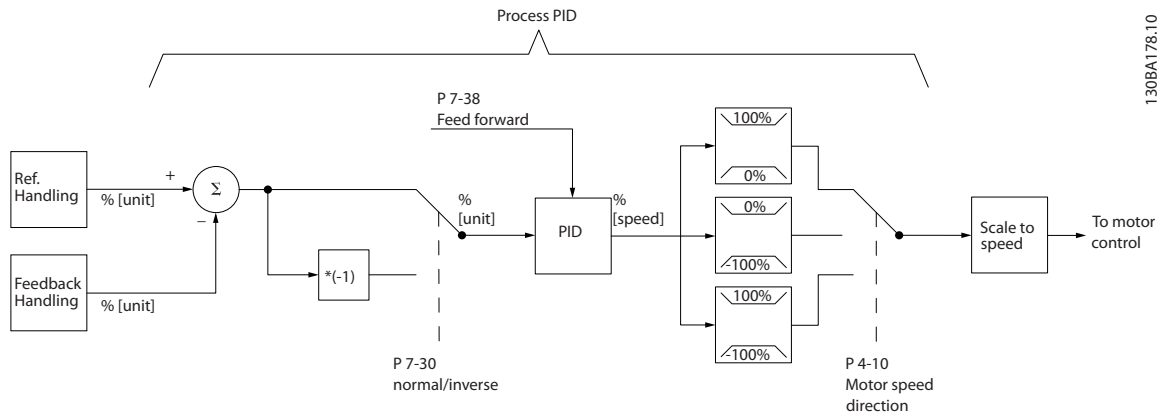 Process PID
130BA178.10
P 7-38
Feed forward
100%
0%
Ref.
Handling
+
% [unit]
Σ
−
%
[unit]
PID
%
[speed]
0%
-100%
Scale to
speed
To motor
control
Feedback
Handling
% [unit]
*(-1)
100%
-100%
P 7-30
normal/inverse
P 4-10
Motor speed
direction